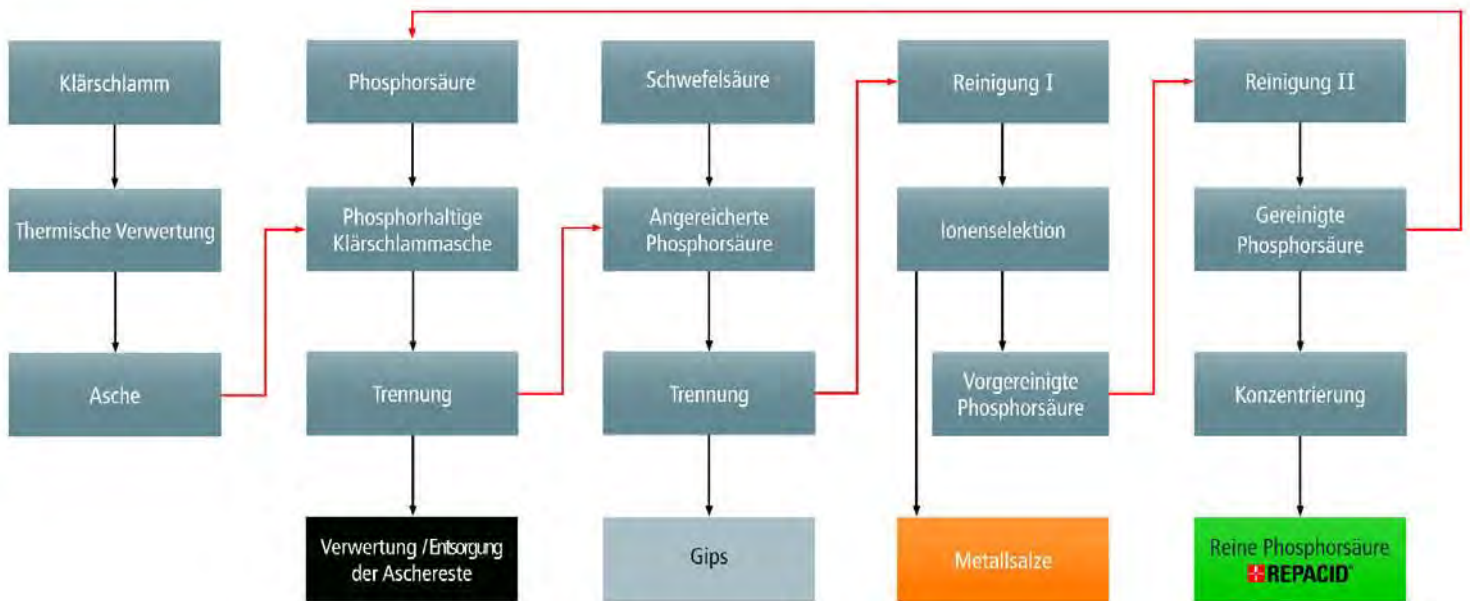 Klärschlamm
Thermische Verwertung
Asche
Phosphorsäure
Phosphorhaltige
Klärschlammasche
Trennung
Verwertung / Entsorgung
der Aschereste
Schwefelsäure
Angereicherte
Phosphorsäure
Trennung
Gips
Reinigung I
Ionenselektion
Vorgereinigte
Phosphorsäure
Metallsalze
Reinigung II
Gereinigte
Phosphorsäure
Konzentrierung
Reine Phosphorsäure
REPACID®